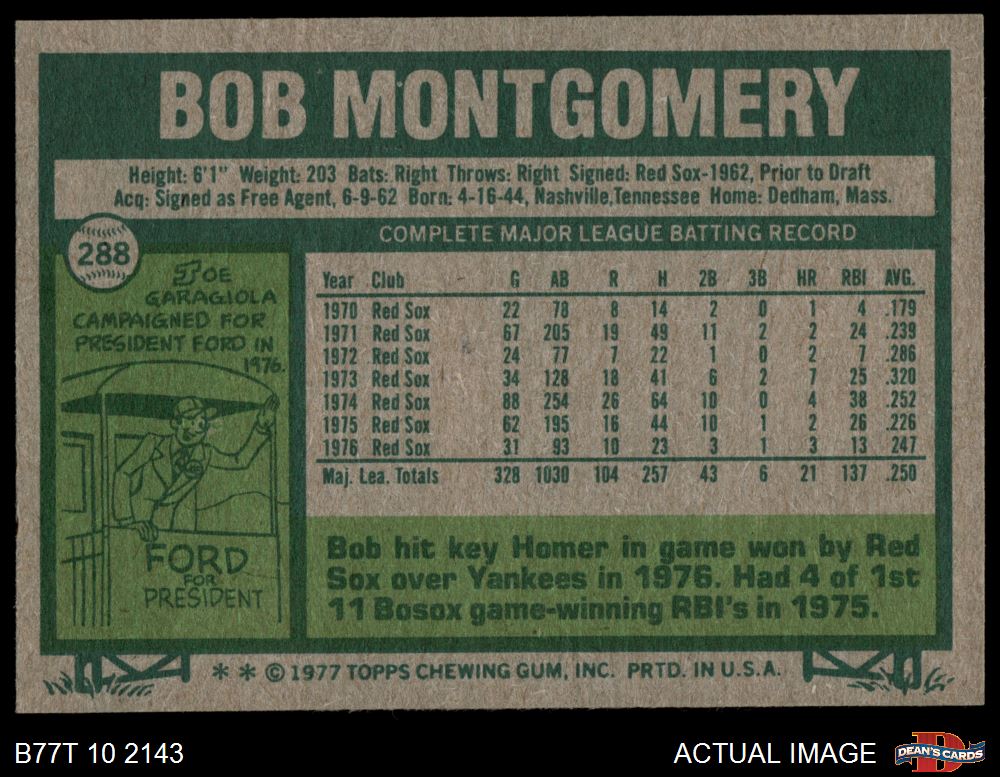 BOB MONTGOMERY
Height: 6'1" Weight: 203 Bats: Right Throws: Right Signed: Red Sox-1962, Prior to Draft
Acq: Signed as Free Agent, 6-9-62 Born: 4-16-44, Nashville,Tennessee Home: Dedham, Mass.
288
JOE
GARAGIOLA
CAMPAIGNED FOR
PRESIDENT FORD IN
1976.
FORD
FOR
PRESIDENT
COMPLETE MAJOR LEAGUE BATTING RECORD
Year Club G AB R H 2B 3B HR RBI AVG.
1970 Red Sox 22 78 8 14 2 0 1 4 .179
1971 Red Sox 67 205 19 49 11 2 2 24 .239
1972 Red Sox 24 77 7 22 1 0 2 7 .286
1973 Red Sox 34 128 18 41 6 2 7 25 .320
1974 Red Sox 88 254 26 64 10 0 4 38 .252
1975 Red Sox 62 195 16 44 10 1 2 26 .226
1976 Red Sox 31 93 10 23 3 1 3 13 .247
Maj. Lea. Totals 328 1030 104 257 43 6 21 137 .250
Bob hit key Homer in game won by Red
Sox over Yankees in 1976. Had 4 of 1st
11 Bosox game-winning RBI's in 1975.
* * © 1977 TOPPS CHEWING GUM, INC. PRTD. IN U.S.A.
B77T 10 2143
ACTUAL IMAGE
D
DEAN'S CARDS